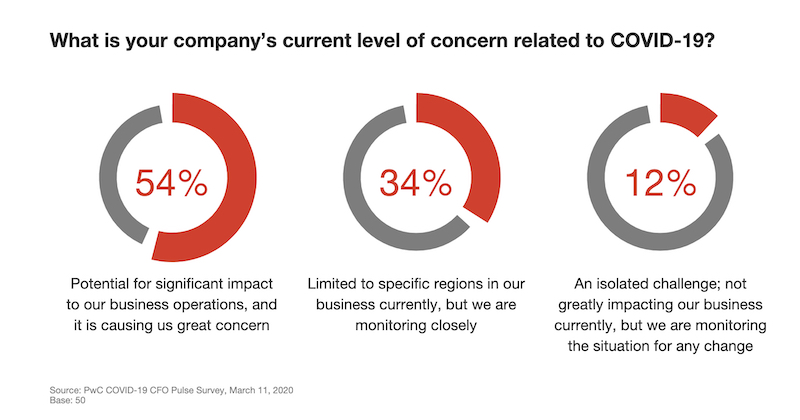 What is your company’s current level of concern related to COVID-19?
54%
34%
12%
Potential for significant impact
to our business operations, and
it is causing us great concern
Limited to specific regions in our
business currently, but we are
monitoring closely
An isolated challenge; not
greatly impacting our business
currently, but we are monitoring
the situation for any change
Source: PwC COVID-19 CFO Pulse Survey, March 11, 2020
Base: 50